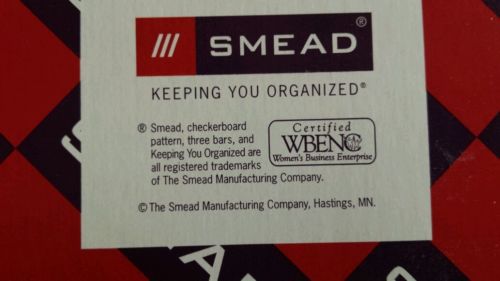 /// SMEAD®
KEEPING YOU ORGANIZED®
® Smead, checkerboard
pattern, three bars, and
Keeping You Organized are
all registered trademarks
of The Smead Manufacturing Company.
Certified
WBENC
Women's Business Enterprise
© The Smead Manufacturing Company, Hastings, MN.